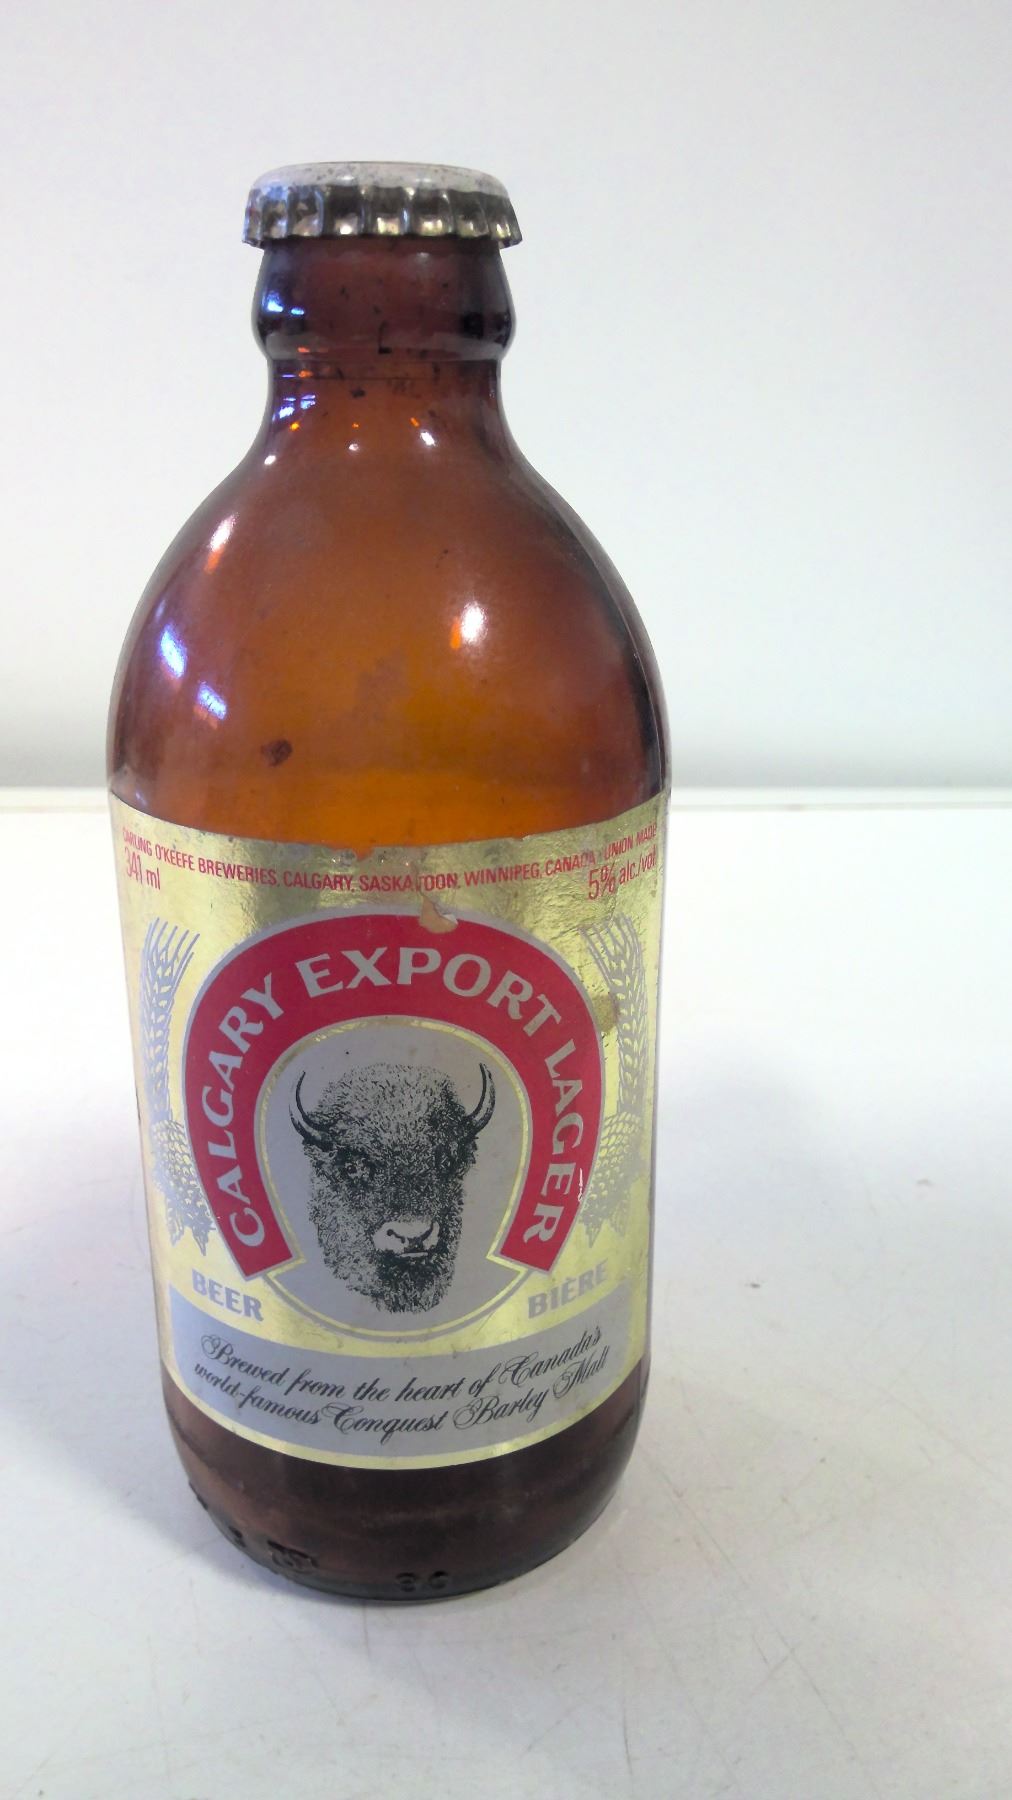 CARLING O'KEEFE BREWERIES, CALGARY, SASKATOON, WINNIPEG, CANADA UNION MADE
341 ml
5% alc./vol
CALGARY EXPORT LAGER
BEER
BIÈRE
Brewed from the heart of Canada's
world-famous Conquest Barley Malt